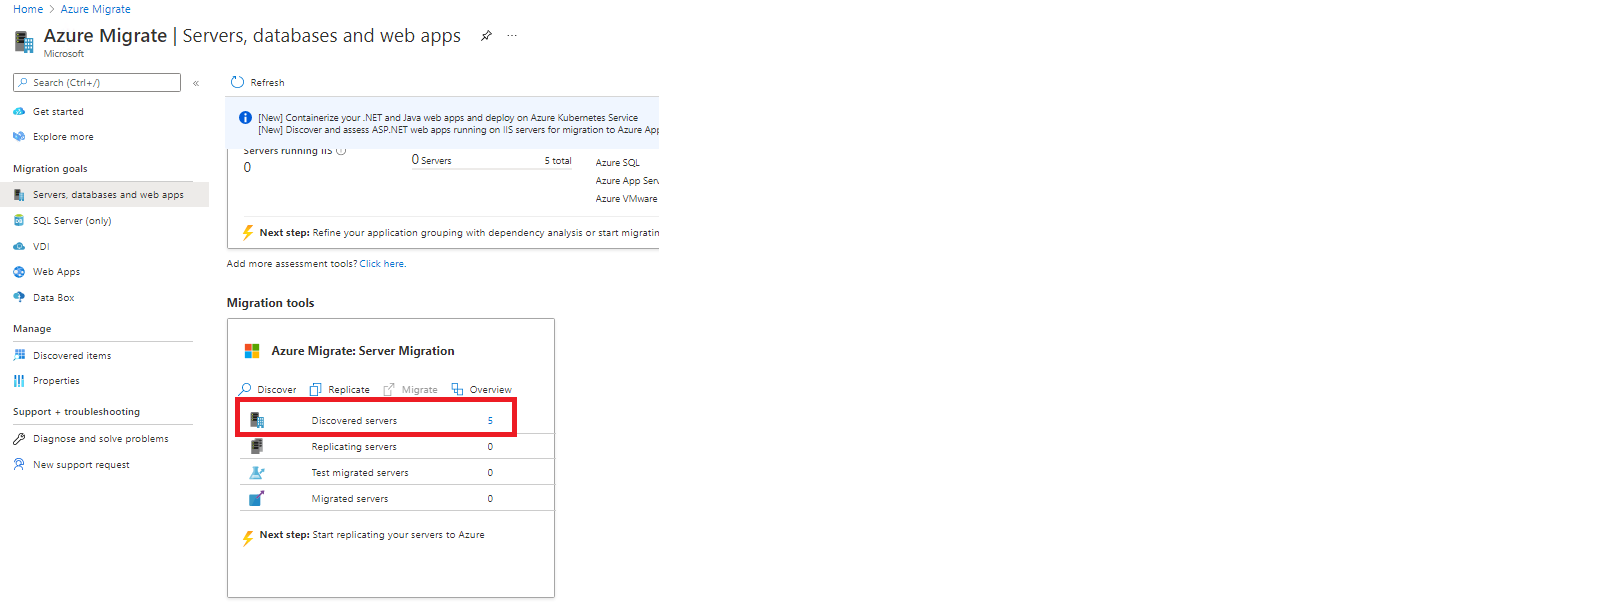 Home > Azure Migrate
Azure Migrate | Servers, databases and web apps ...
Microsoft
Search (Ctrl+/) «
Get started
Explore more
Migration goals
Servers, databases and web apps
SQL Server (only)
VDI
Web Apps
Data Box
Manage
Discovered items
Properties
Support + troubleshooting
Diagnose and solve problems
New support request
Refresh
[New] Containerize your .NET and Java web apps and deploy on Azure Kubernetes Service
[New] Discover and assess ASP.NET web apps running on IIS servers for migration to Azure App
Servers running IIS
0
0 Servers 5 total
Azure SQL
Azure App Serv
Azure VMware
Next step: Refine your application grouping with dependency analysis or start migratin
Add more assessment tools? Click here.
Migration tools
Azure Migrate: Server Migration
Discover Replicate Migrate Overview
Discovered servers 5
Replicating servers 0
Test migrated servers 0
Migrated servers 0
Next step: Start replicating your servers to Azure